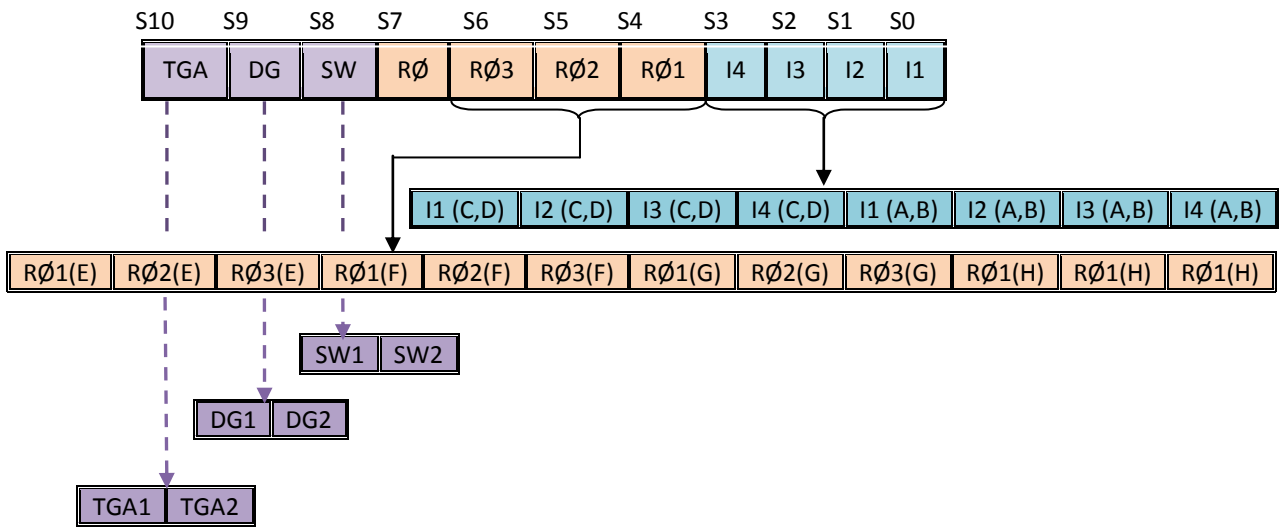 S10 S9 S8 S7 S6 S5 S4 S3 S2 S1 S0
TGA DG SW RØ RØ3 RØ2 RØ1 I4 I3 I2 I1
I1 (C,D) I2 (C,D) I3 (C,D) I4 (C,D) I1 (A,B) I2 (A,B) I3 (A,B) I4 (A,B)
RØ1(E) RØ2(E) RØ3(E) RØ1(F) RØ2(F) RØ3(F) RØ1(G) RØ2(G) RØ3(G) RØ1(H) RØ1(H) RØ1(H)
SW1 SW2
DG1 DG2
TGA1 TGA2